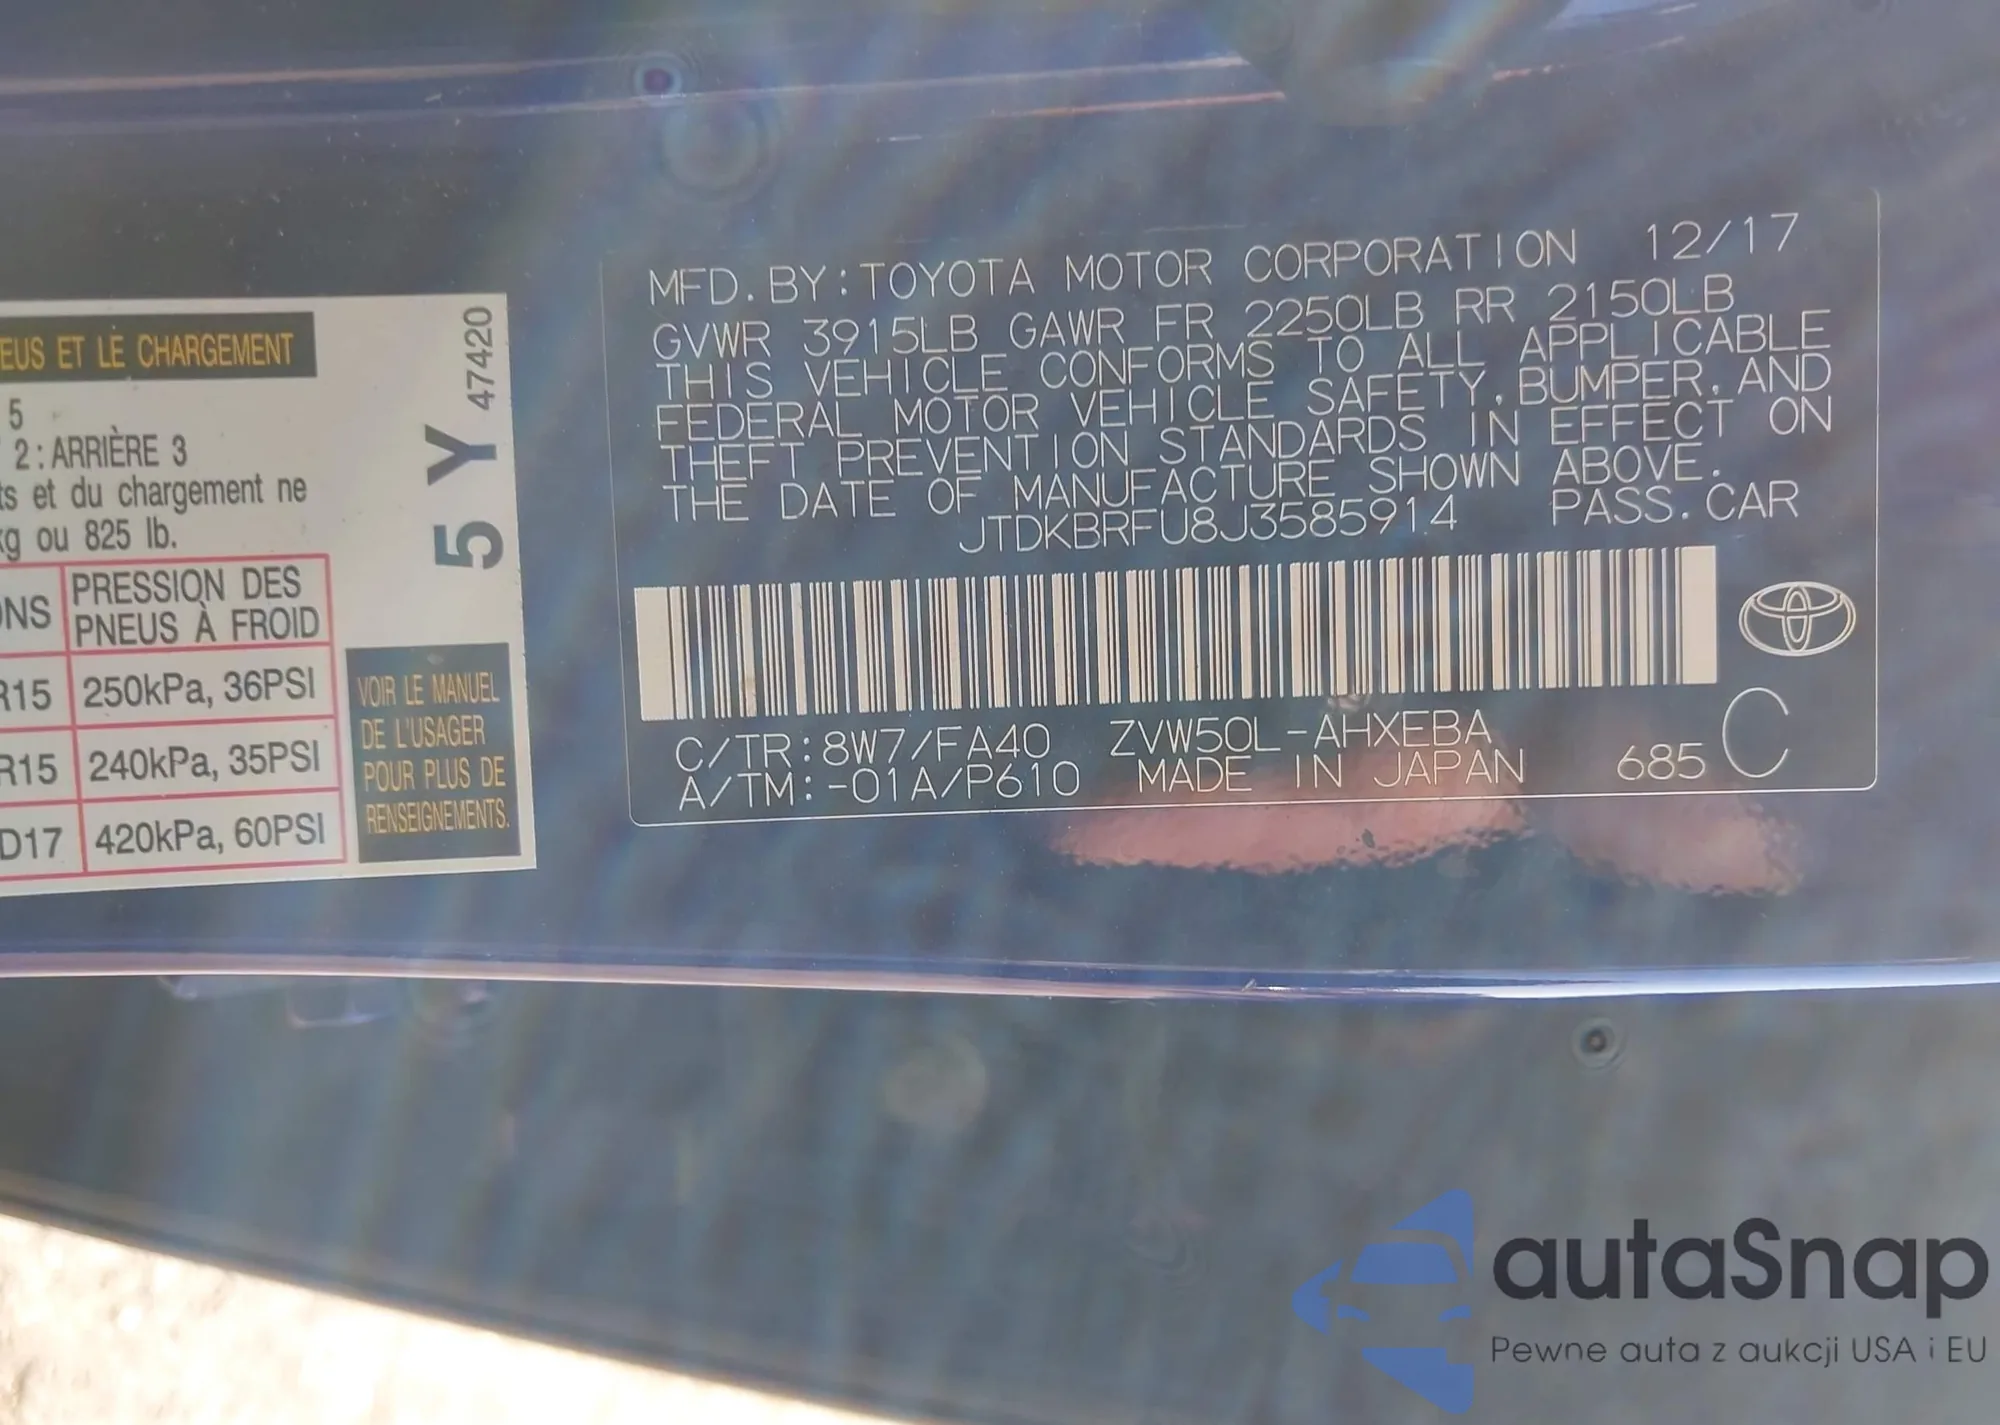 EUS ET LE CHARGEMENT
5
2 : ARRIÈRE 3
ts et du chargement ne
kg ou 825 lb.
ONS PRESSION DES
PNEUS À FROID
R15 250kPa, 36PSI
R15 240kPa, 35PSI
D17 420kPa, 60PSI
5 Y 47420
VOIR LE MANUEL
DE L'USAGER
POUR PLUS DE
RENSEIGNEMENTS.
MFD. BY: TOYOTA MOTOR CORPORATION 12/17
GVWR 3915LB GAWR FR 2250LB RR 2150LB
THIS VEHICLE CONFORMS TO ALL APPLICABLE
FEDERAL MOTOR VEHICLE SAFETY, BUMPER, AND
THEFT PREVENTION STANDARDS IN EFFECT ON
THE DATE OF MANUFACTURE SHOWN ABOVE.
JTDKBRFU8J3585914 PASS. CAR
C/TR: 8W7/FA40 ZVW50L-AHXEBA
A/TM: -01A/P610 MADE IN JAPAN 685 C
autaSnap
Pewne auta z aukcji USA i EU